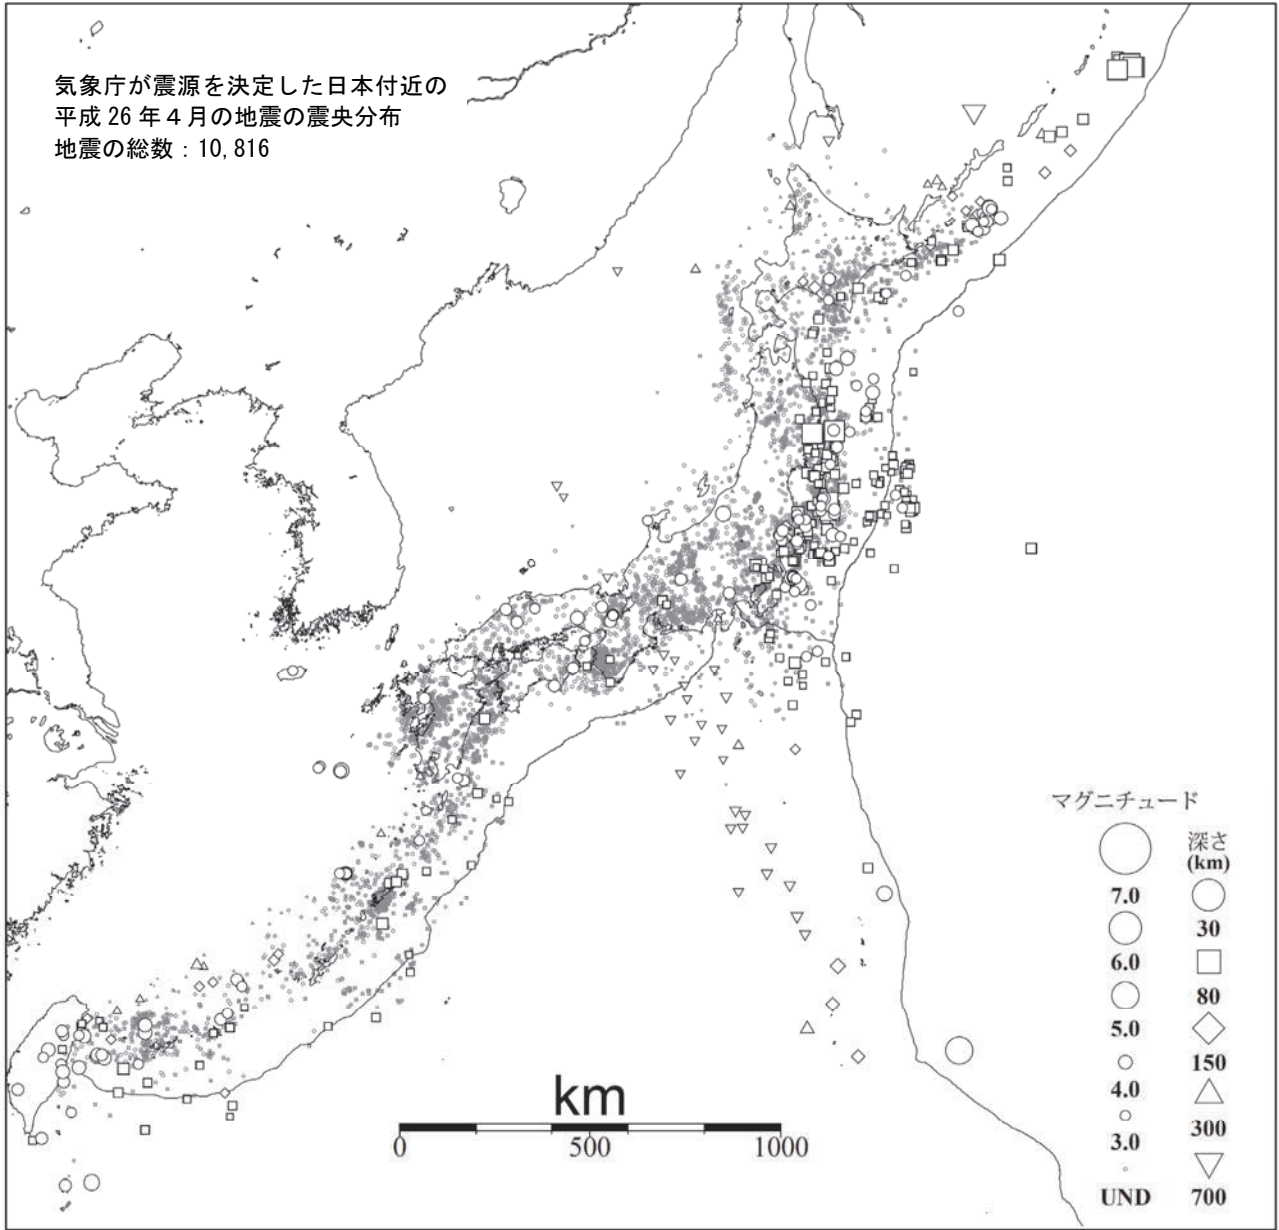 気象庁が震源を決定した日本付近の
平成 26 年 4 月の地震の震央分布
地震の総数：10,816
マグニチュード
深さ
(km)
7.0
30
6.0
80
5.0
150
4.0
300
3.0
UND 700
km
0 500 1000